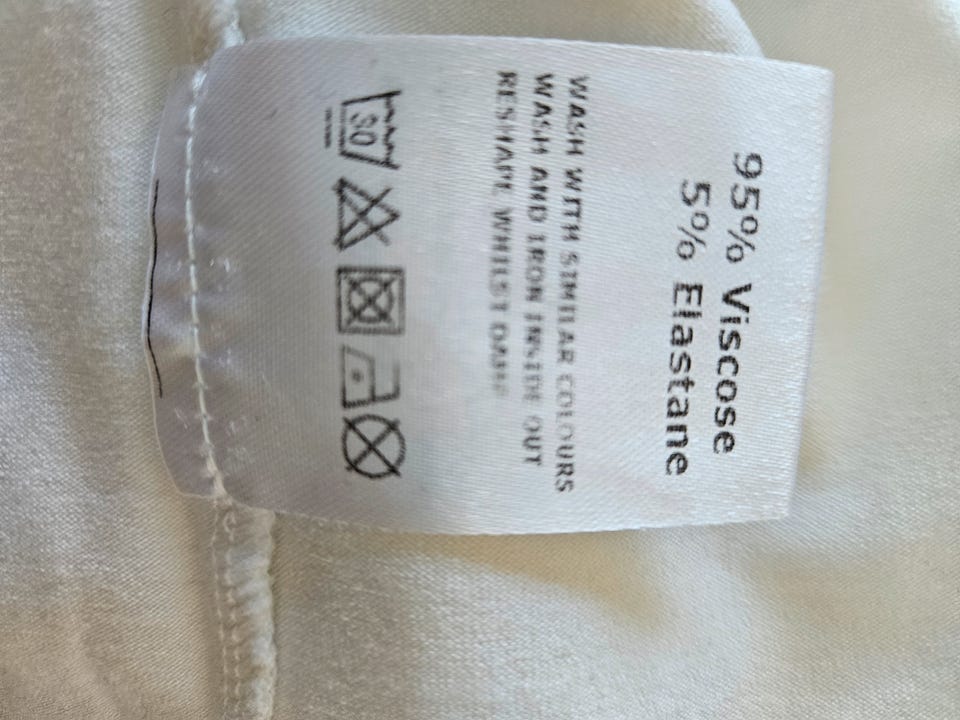 95% Viscose
5% Elastane
WASH WITH SIMILAR COLOURS
WASH AND IRON INSIDE OUT
RESHAPE WHILST DAMP
30